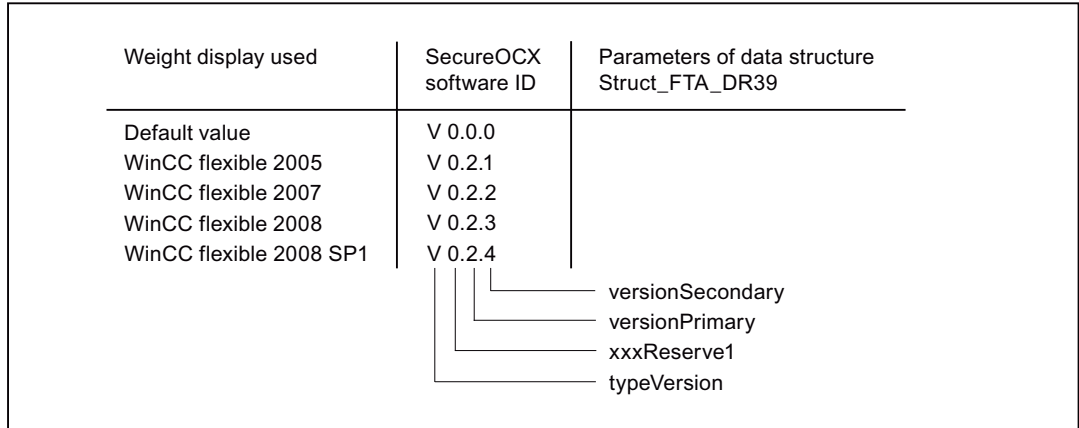 Weight display used SecureOCX software ID Parameters of data structure Struct_FTA_DR39
Default value V 0.0.0
WinCC flexible 2005 V 0.2.1
WinCC flexible 2007 V 0.2.2
WinCC flexible 2008 V 0.2.3
WinCC flexible 2008 SP1 V 0.2.4
versionSecondary
versionPrimary
xxxReserve1
typeVersion